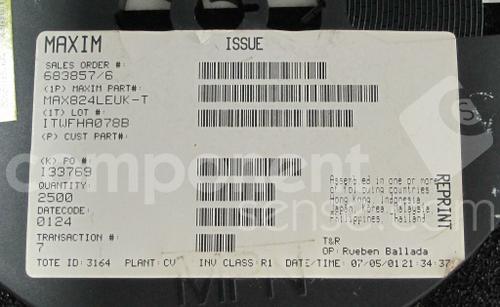 MAXIM ISSUE
SALES ORDER #:
683857/6
(1P) MAXIM PART#:
MAX824LEUK-T
(1T) LOT #:
ITWFHA078B
(P) CUST PART#:
(K) PO #:
I33769
QUANTITY:
2500
DATECODE:
0124
TRANSACTION #:
7
Assembled in one or more
of following countries
Hong Kong, Indonesia,
Japan, Korea, Malaysia,
Philippines, Thailand
REPRINT
T&R
OP: Rueben Ballada
TOTE ID: 3164 PLANT: CV INV CLASS: R1 DATE/TIME: 07/05/01 21:34:37
component
sense.com